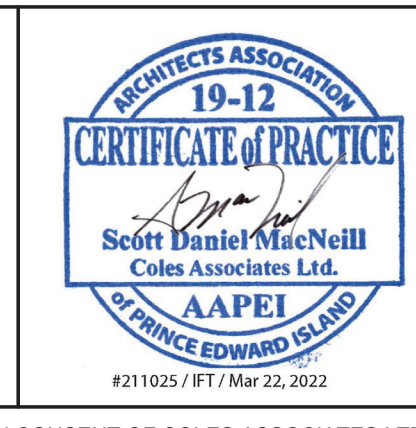 ARCHITECTS ASSOCIATION
19-12
CERTIFICATE of PRACTICE
Scott Daniel MacNeill
Coles Associates Ltd.
AAPEI
of PRINCE EDWARD ISLAND
#211025 / IFT / Mar 22, 2022